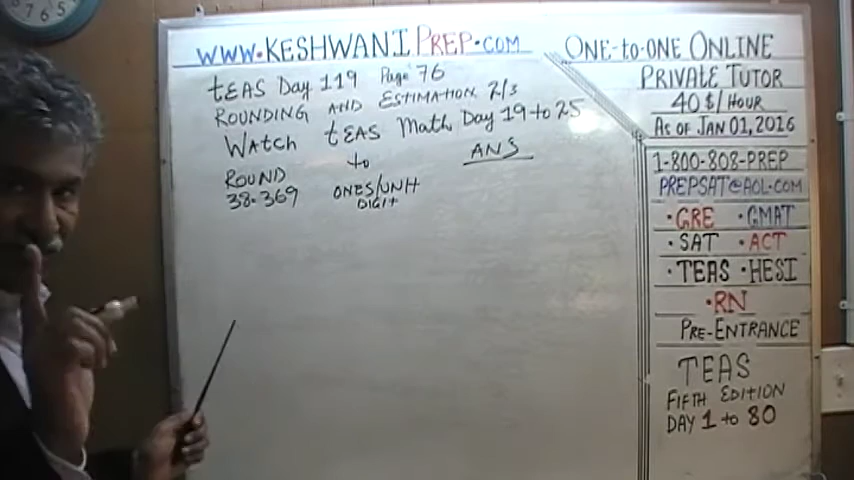 7 6 5
WWW.KESHWANIPREP.COM
tEAS Day 119 Page 76
ROUNDING AND ESTIMATION 2/3
WAtch tEAS Math Day 19 to 25
ROUND to ANS
38.369 ONES/UNIt
DIGIt
ONE-to-ONE ONLINE
PRIVATE TUTOR
40 $/HOUR
As of JAN 01, 2016
1-800-808-PREP
PREPSAT@AOL.COM
•GRE •GMAT
•SAT •ACT
•TEAS •HESI
•RN
PRE-ENTRANCE
TEAS
FIFTH EDITION
DAY 1 to 80